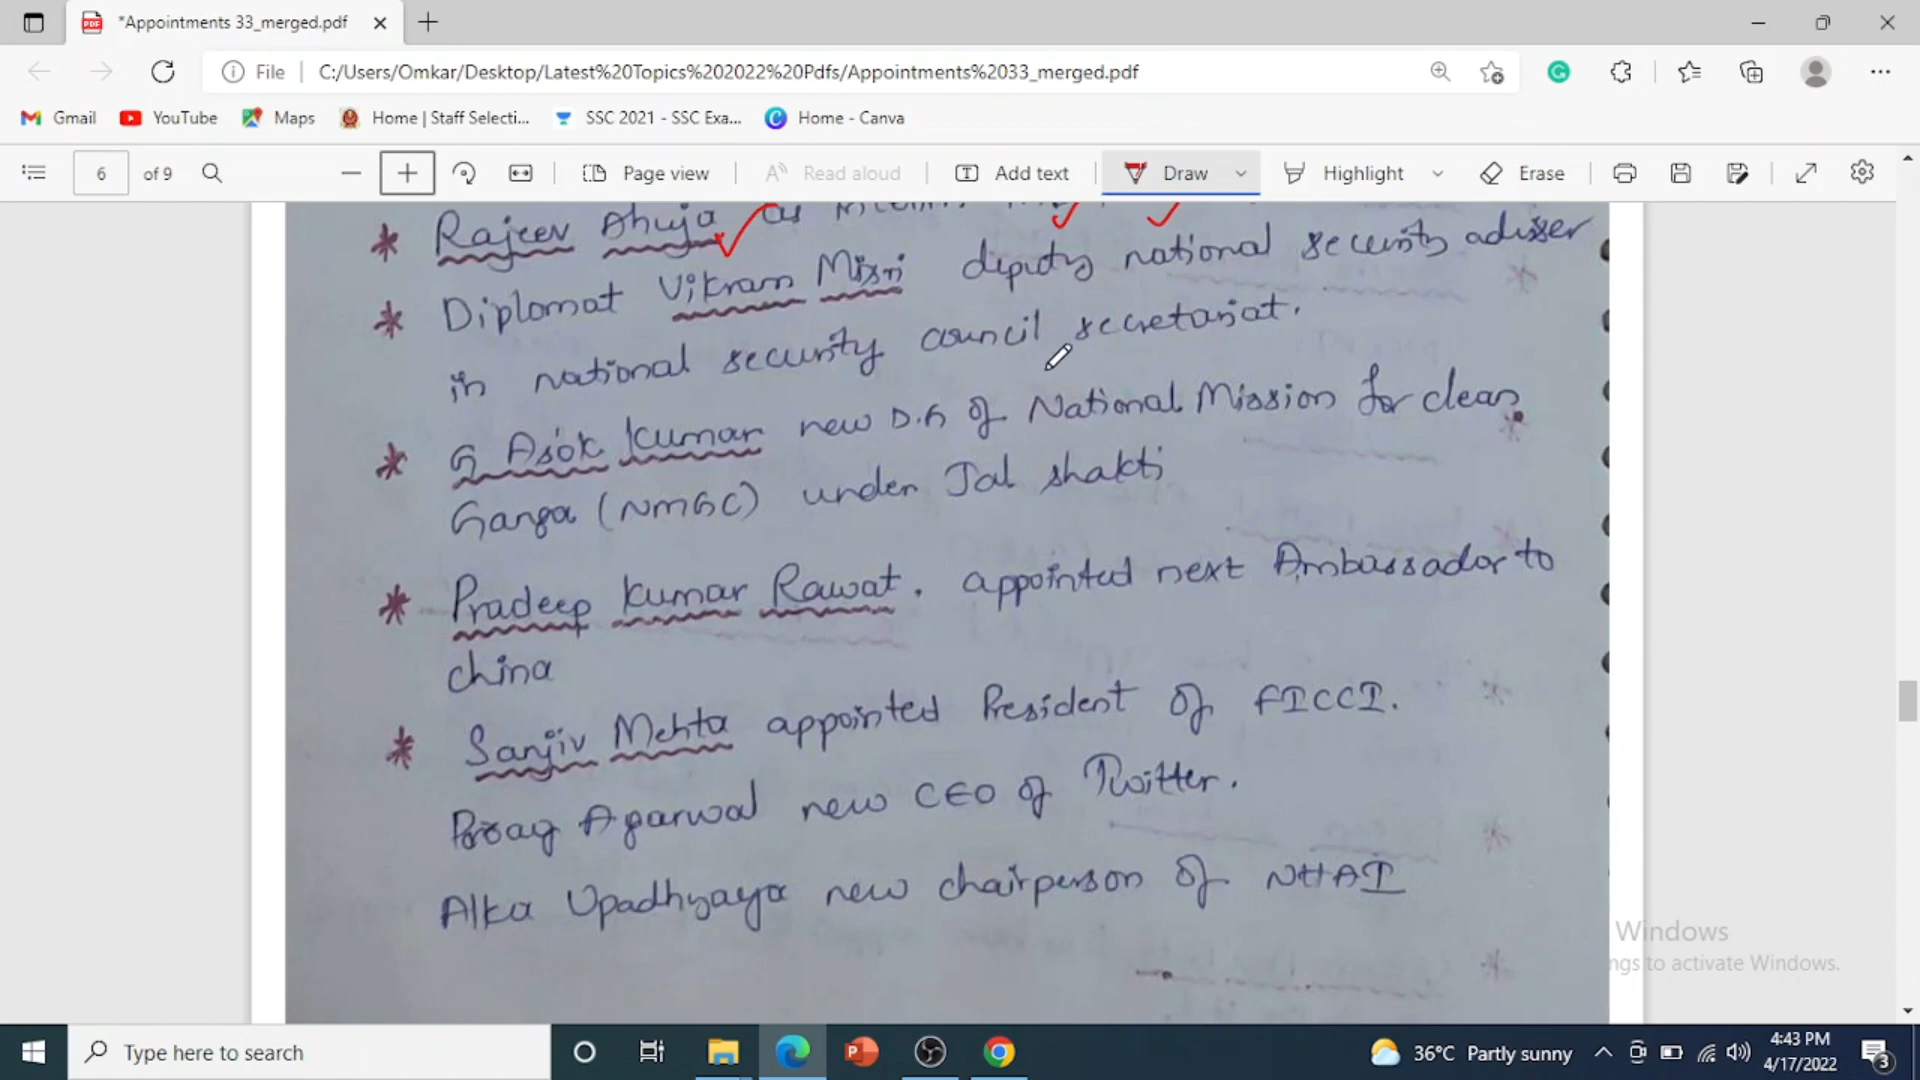 *Appointments 33_merged.pdf
File C:/Users/Omkar/Desktop/Latest%20Topics%202022%20Pdfs/Appointments%2033_merged.pdf
Gmail YouTube Maps Home | Staff Selecti... SSC 2021 - SSC Exa... Home - Canva
6 of 9 Page view Read aloud Add text Draw Highlight Erase
* Rajeev Ahuja as
* Diplomat Vikram Misri deputy national security adisser
in national security council secretariat.
* G Asok Kumar new D.G of National Mission for clean
Ganga (NMGC) under Jal shakti
* Pradeep Kumar Rawat. appointed next Ambassador to
china
* Sanjiv Mehta appointed President of FICCI.
Agarwal new CEO of Twitter.
Alka Upadhyaya new chairperson of NHAI
Windows
ngs to activate Windows.
Type here to search 36°C Partly sunny 4:43 PM
4/17/2022 3